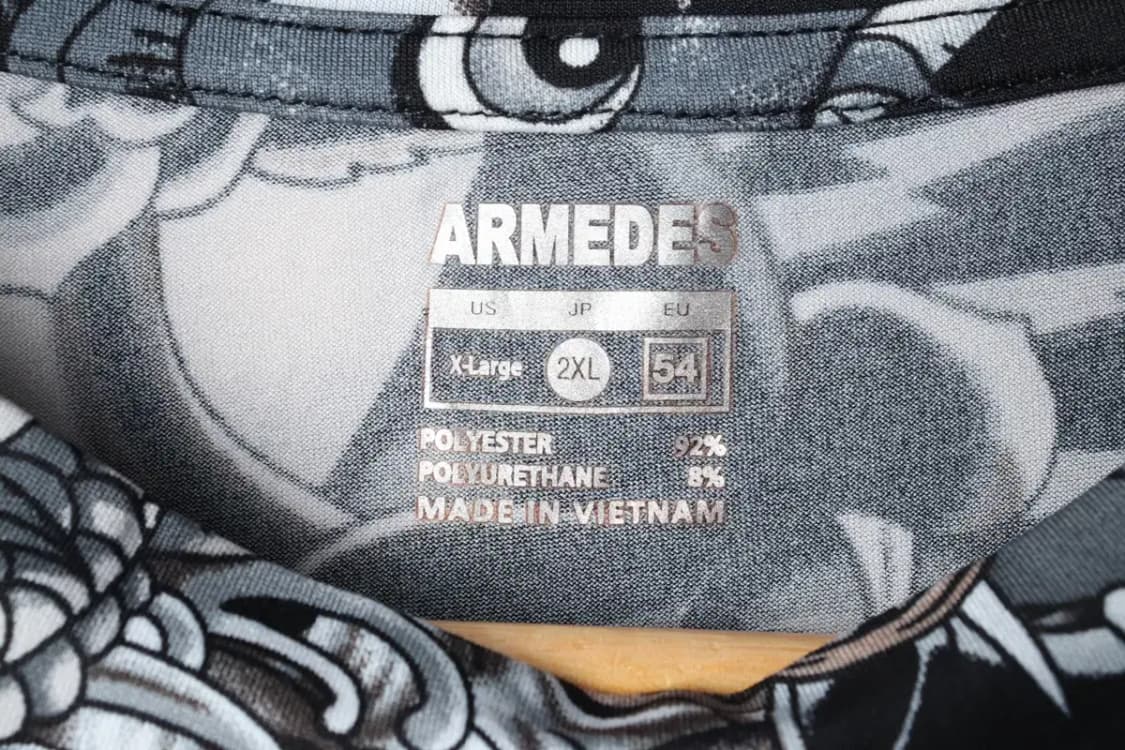 ARMEDES
US JP EU
X-Large 2XL 54
POLYESTER 92%
POLYURETHANE 8%
MADE IN VIETNAM